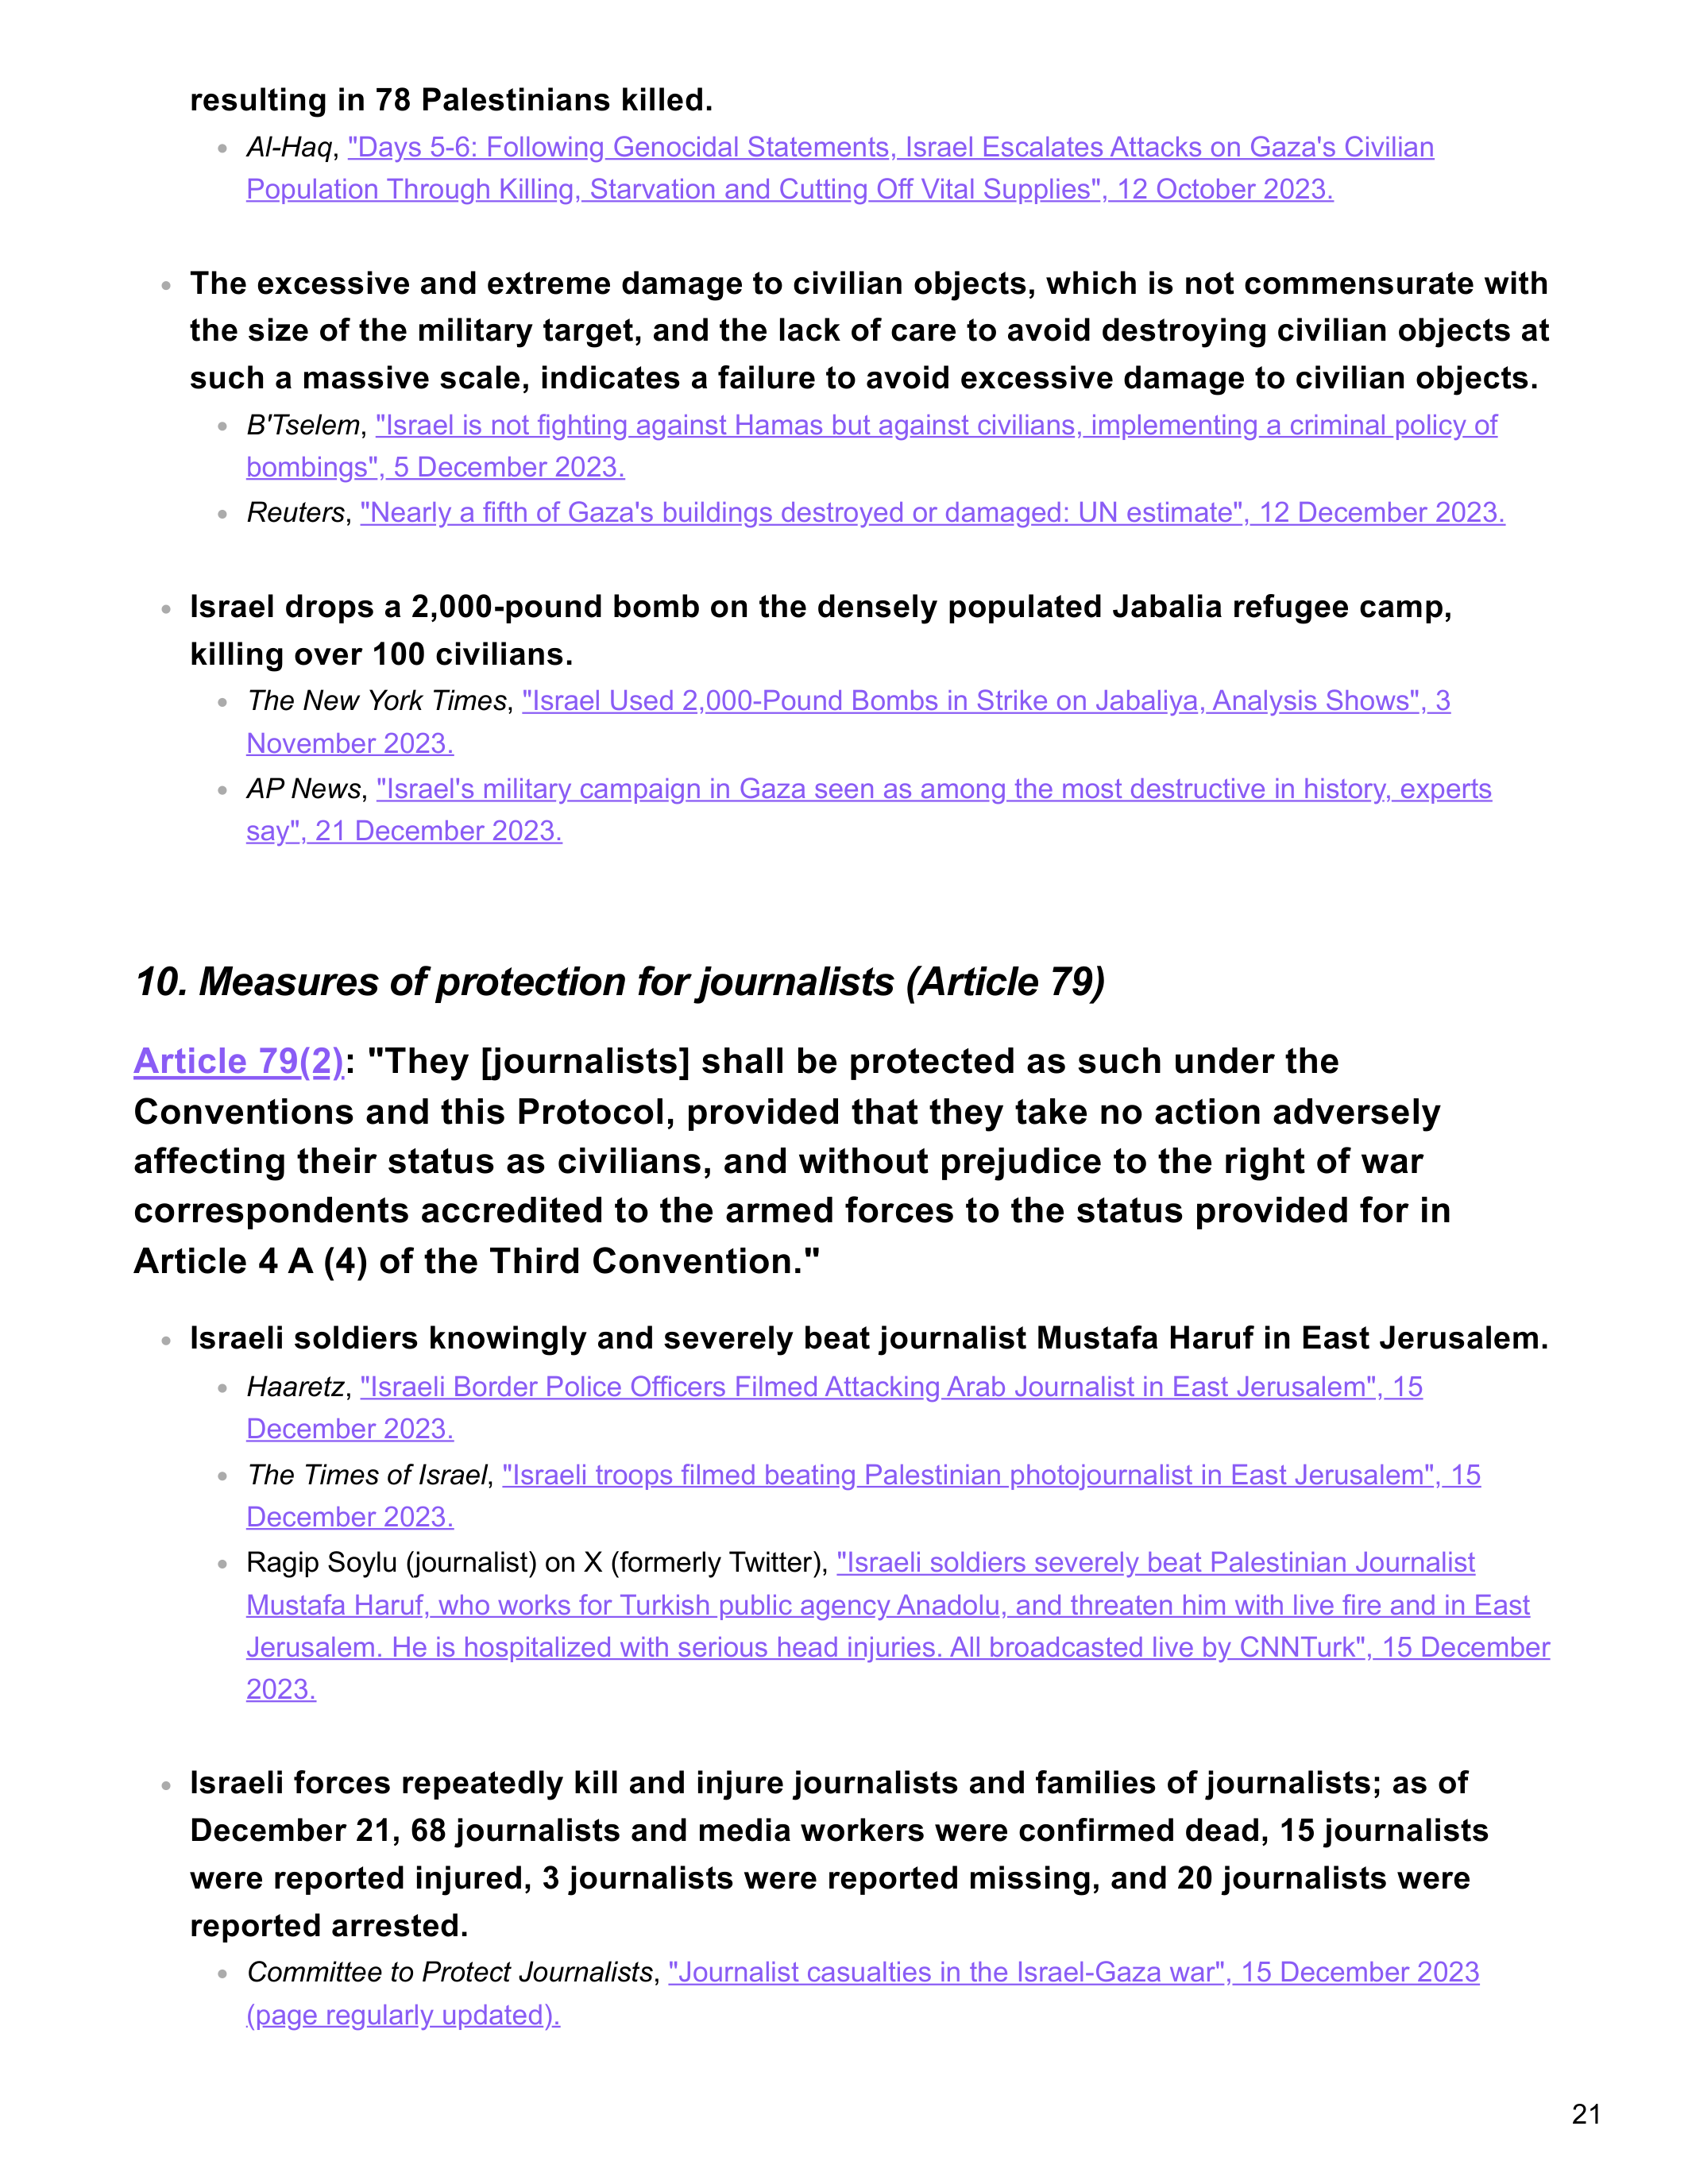 resulting in 78 Palestinians killed.
• Al-Haq, "Days 5-6: Following Genocidal Statements, Israel Escalates Attacks on Gaza's Civilian
Population Through Killing, Starvation and Cutting Off Vital Supplies", 12 October 2023.
• The excessive and extreme damage to civilian objects, which is not commensurate with
the size of the military target, and the lack of care to avoid destroying civilian objects at
such a massive scale, indicates a failure to avoid excessive damage to civilian objects.
• B'Tselem, "Israel is not fighting against Hamas but against civilians, implementing a criminal policy of
bombings", 5 December 2023.
• Reuters, "Nearly a fifth of Gaza's buildings destroyed or damaged: UN estimate", 12 December 2023.
• Israel drops a 2,000-pound bomb on the densely populated Jabalia refugee camp,
killing over 100 civilians.
• The New York Times, "Israel Used 2,000-Pound Bombs in Strike on Jabaliya, Analysis Shows", 3
November 2023.
• AP News, "Israel's military campaign in Gaza seen as among the most destructive in history, experts
say", 21 December 2023.
10. Measures of protection for journalists (Article 79)
Article 79(2): "They [journalists] shall be protected as such under the
Conventions and this Protocol, provided that they take no action adversely
affecting their status as civilians, and without prejudice to the right of war
correspondents accredited to the armed forces to the status provided for in
Article 4 A (4) of the Third Convention."
• Israeli soldiers knowingly and severely beat journalist Mustafa Haruf in East Jerusalem.
• Haaretz, "Israeli Border Police Officers Filmed Attacking Arab Journalist in East Jerusalem", 15
December 2023.
• The Times of Israel, "Israeli troops filmed beating Palestinian photojournalist in East Jerusalem", 15
December 2023.
• Ragip Soylu (journalist) on X (formerly Twitter), "Israeli soldiers severely beat Palestinian Journalist
Mustafa Haruf, who works for Turkish public agency Anadolu, and threaten him with live fire and in East
Jerusalem. He is hospitalized with serious head injuries. All broadcasted live by CNNTurk", 15 December
2023.
• Israeli forces repeatedly kill and injure journalists and families of journalists; as of
December 21, 68 journalists and media workers were confirmed dead, 15 journalists
were reported injured, 3 journalists were reported missing, and 20 journalists were
reported arrested.
• Committee to Protect Journalists, "Journalist casualties in the Israel-Gaza war", 15 December 2023
(page regularly updated).
21